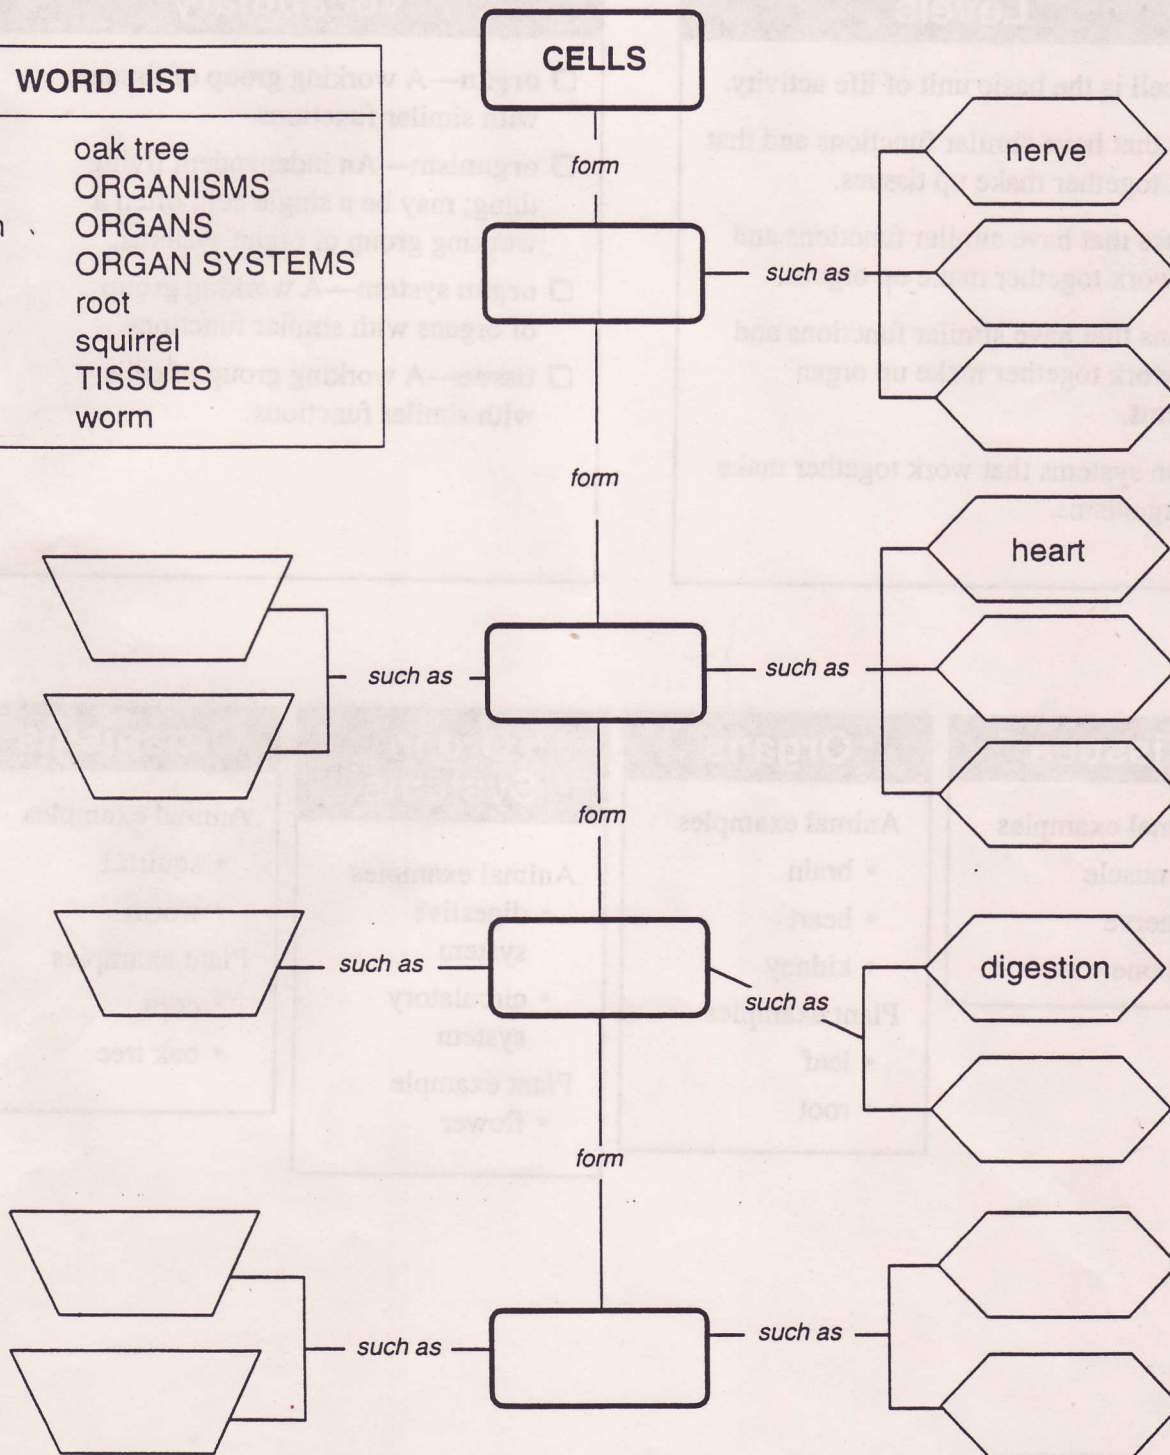 CELLS
WORD LIST
oak tree
ORGANISMS
ORGANS
ORGAN SYSTEMS
root
squirrel
TISSUES
worm
form
nerve
such as
form
heart
such as
such as
form
digestion
such as
such as
form
such as
such as